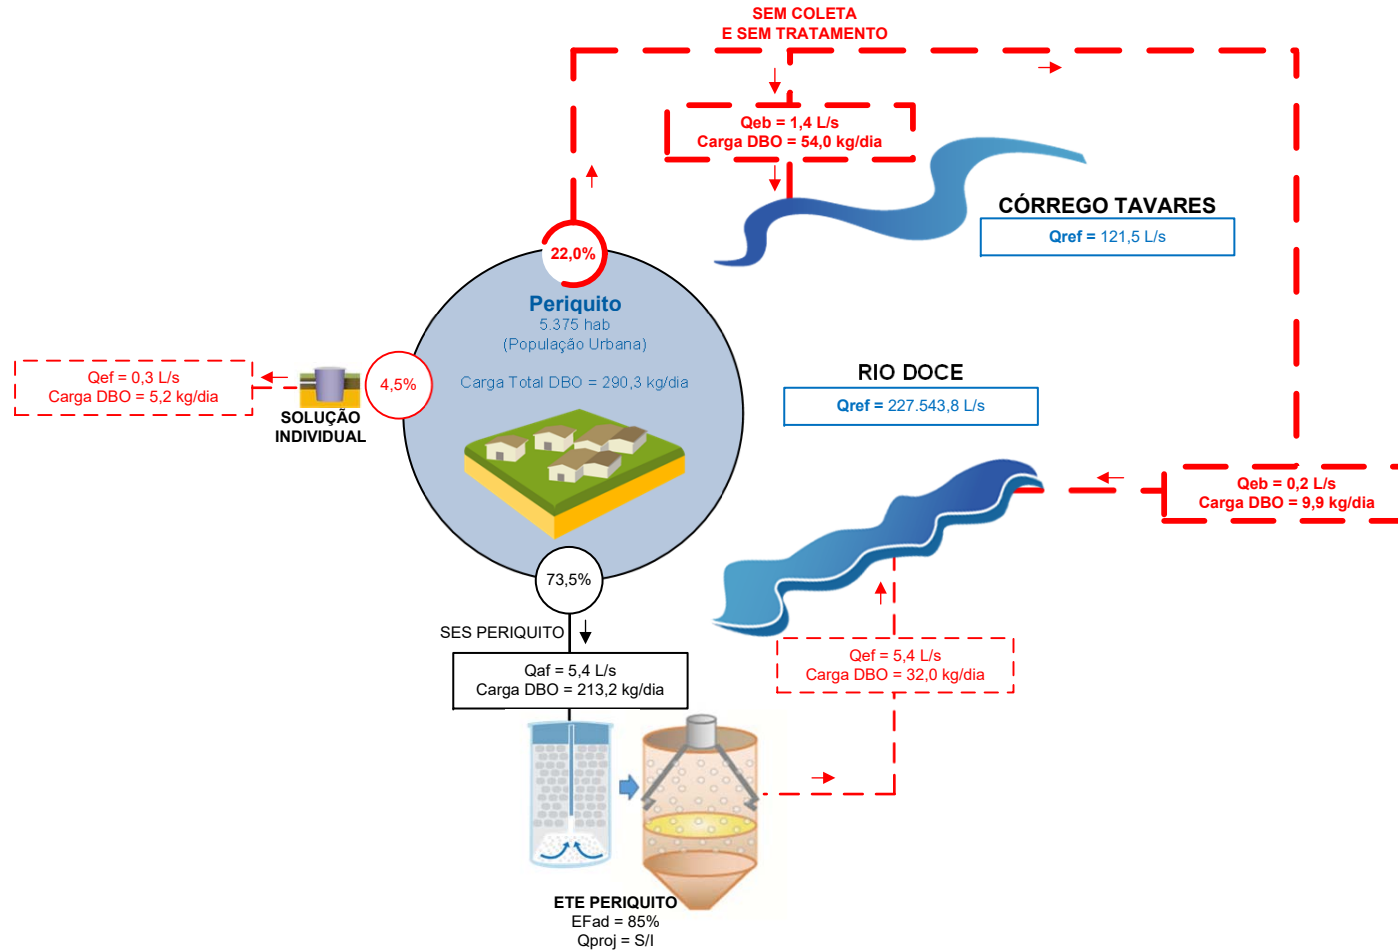 SEM COLETA
E SEM TRATAMENTO
Qeb = 1,4 L/s
Carga DBO = 54,0 kg/dia
CÓRREGO TAVARES
Qref = 121,5 L/s
22,0%
Periquito
5.375 hab
(População Urbana)
Carga Total DBO = 290,3 kg/dia
Qef = 0,3 L/s
Carga DBO = 5,2 kg/dia
4,5%
SOLUÇÃO
INDIVIDUAL
RIO DOCE
Qref = 227.543,8 L/s
Qeb = 0,2 L/s
Carga DBO = 9,9 kg/dia
73,5%
SES PERIQUITO
Qaf = 5,4 L/s
Carga DBO = 213,2 kg/dia
Qef = 5,4 L/s
Carga DBO = 32,0 kg/dia
ETE PERIQUITO
EFad = 85%
Qproj = S/I